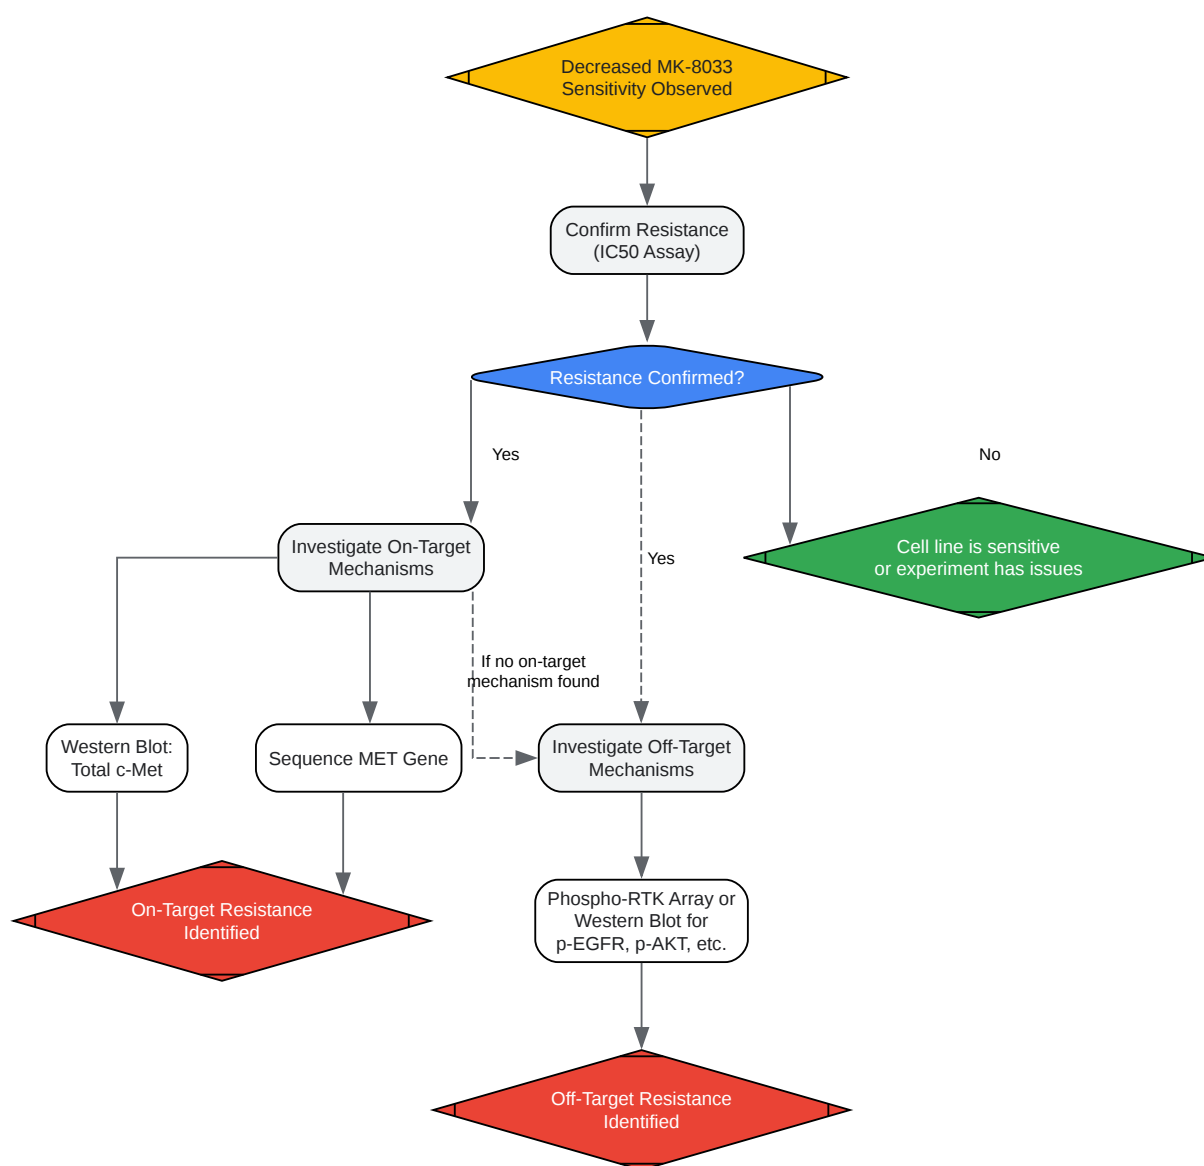 Decreased MK-8033
Sensitivity Observed
Confirm Resistance
(IC50 Assay)
Resistance Confirmed?
Yes
No
Investigate On-Target
Mechanisms
Yes
Cell line is sensitive
or experiment has issues
If no on-target
mechanism found
Western Blot:
Total c-Met
Sequence MET Gene
Investigate Off-Target
Mechanisms
On-Target Resistance
Identified
Phospho-RTK Array or
Western Blot for
p-EGFR, p-AKT, etc.
Off-Target Resistance
Identified